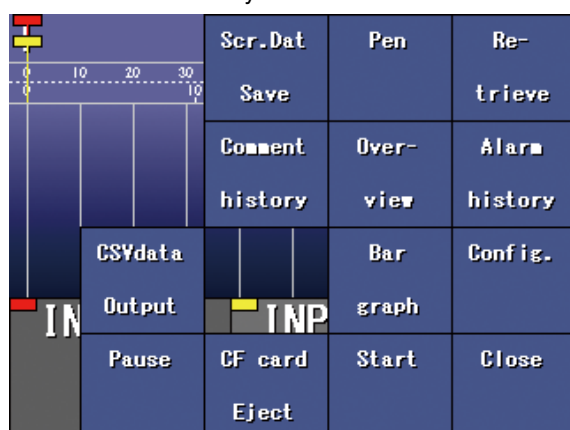 Scr.Dat
Save
Pen
Re-
trieve
0 10 20 30
0 10
Comment
history
Over-
view
Alarm
history
CSVdata
Output
Bar
graph
Config.
IN
INP
Pause
CF card
Eject
Start
Close